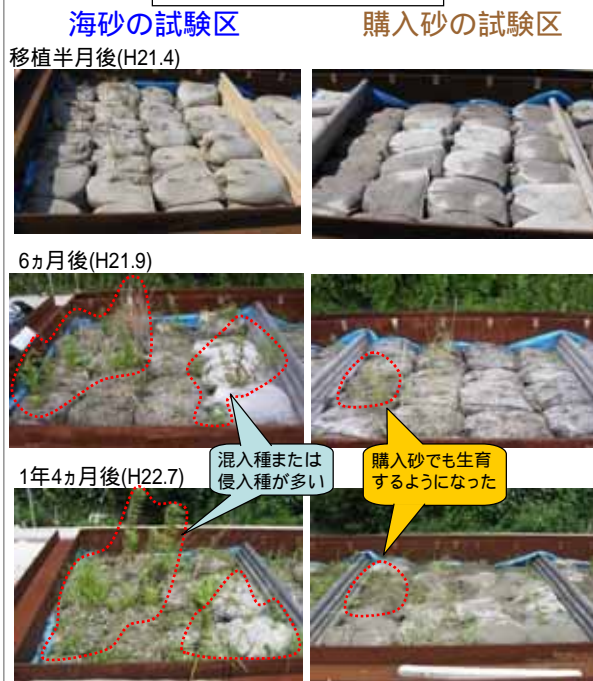 海砂の試験区
購入砂の試験区
移植半月後(H21.4)
6ヵ月後(H21.9)
混入種または
侵入種が多い
購入砂でも生育
するようになった
1年4ヵ月後(H22.7)